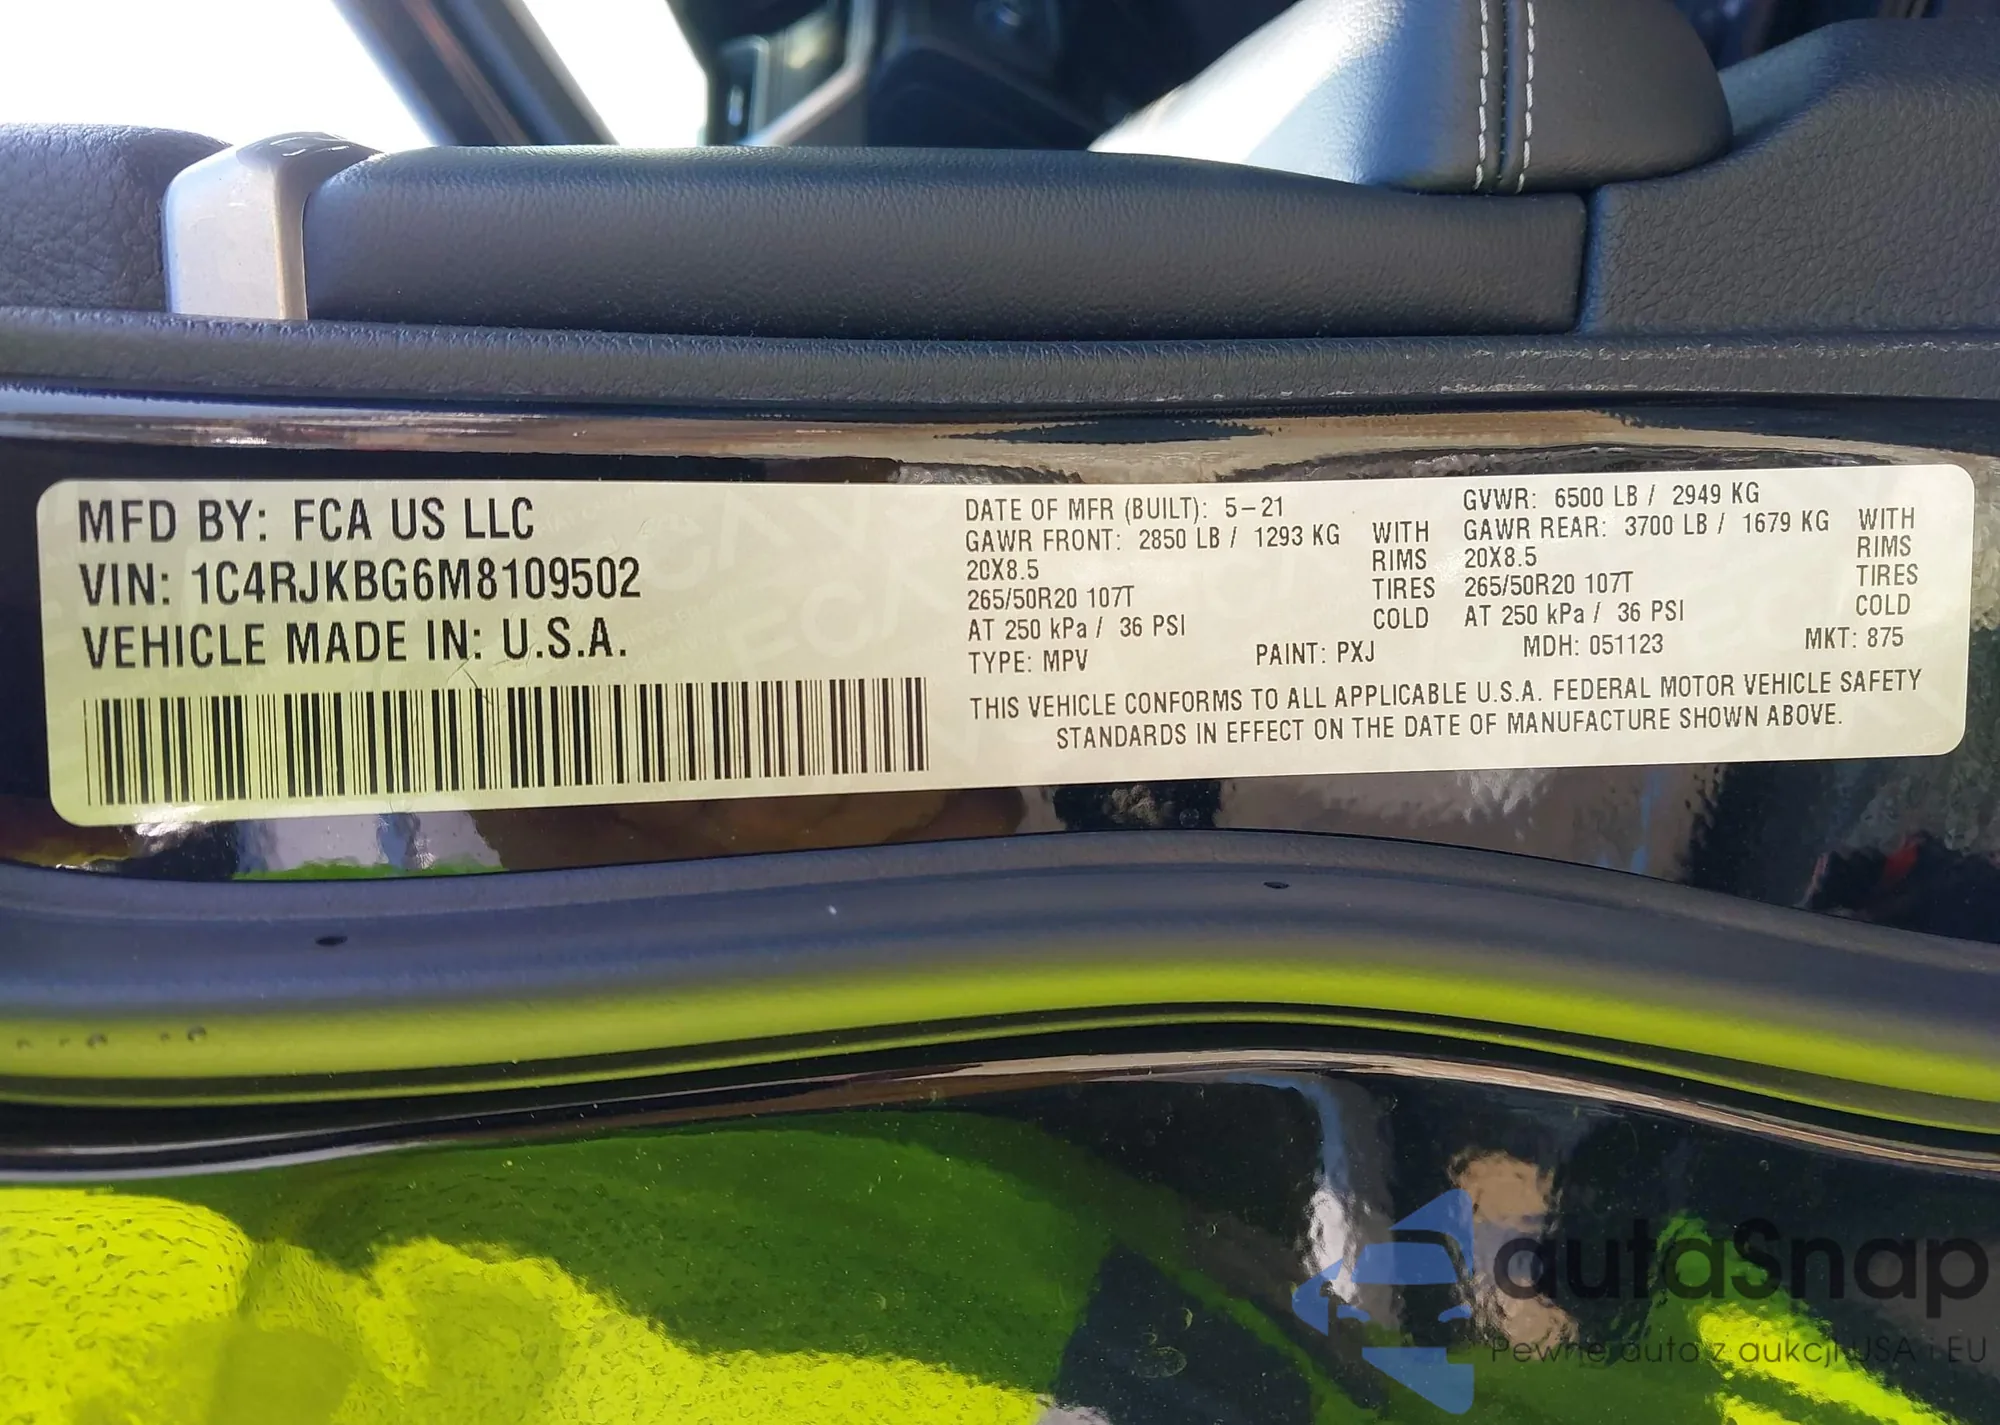 MFD BY: FCA US LLC
VIN: 1C4RJKBG6M8109502
VEHICLE MADE IN: U.S.A.
DATE OF MFR (BUILT): 5-21
GAWR FRONT: 2850 LB / 1293 KG WITH
20X8.5 RIMS
265/50R20 107T TIRES
AT 250 kPa / 36 PSI COLD
GVWR: 6500 LB / 2949 KG
GAWR REAR: 3700 LB / 1679 KG WITH
20X8.5 RIMS
265/50R20 107T TIRES
AT 250 kPa / 36 PSI COLD
TYPE: MPV PAINT: PXJ MDH: 051123 MKT: 875
THIS VEHICLE CONFORMS TO ALL APPLICABLE U.S.A. FEDERAL MOTOR VEHICLE SAFETY
STANDARDS IN EFFECT ON THE DATE OF MANUFACTURE SHOWN ABOVE.
autaSnap
Pewne auto z aukcji USA i EU